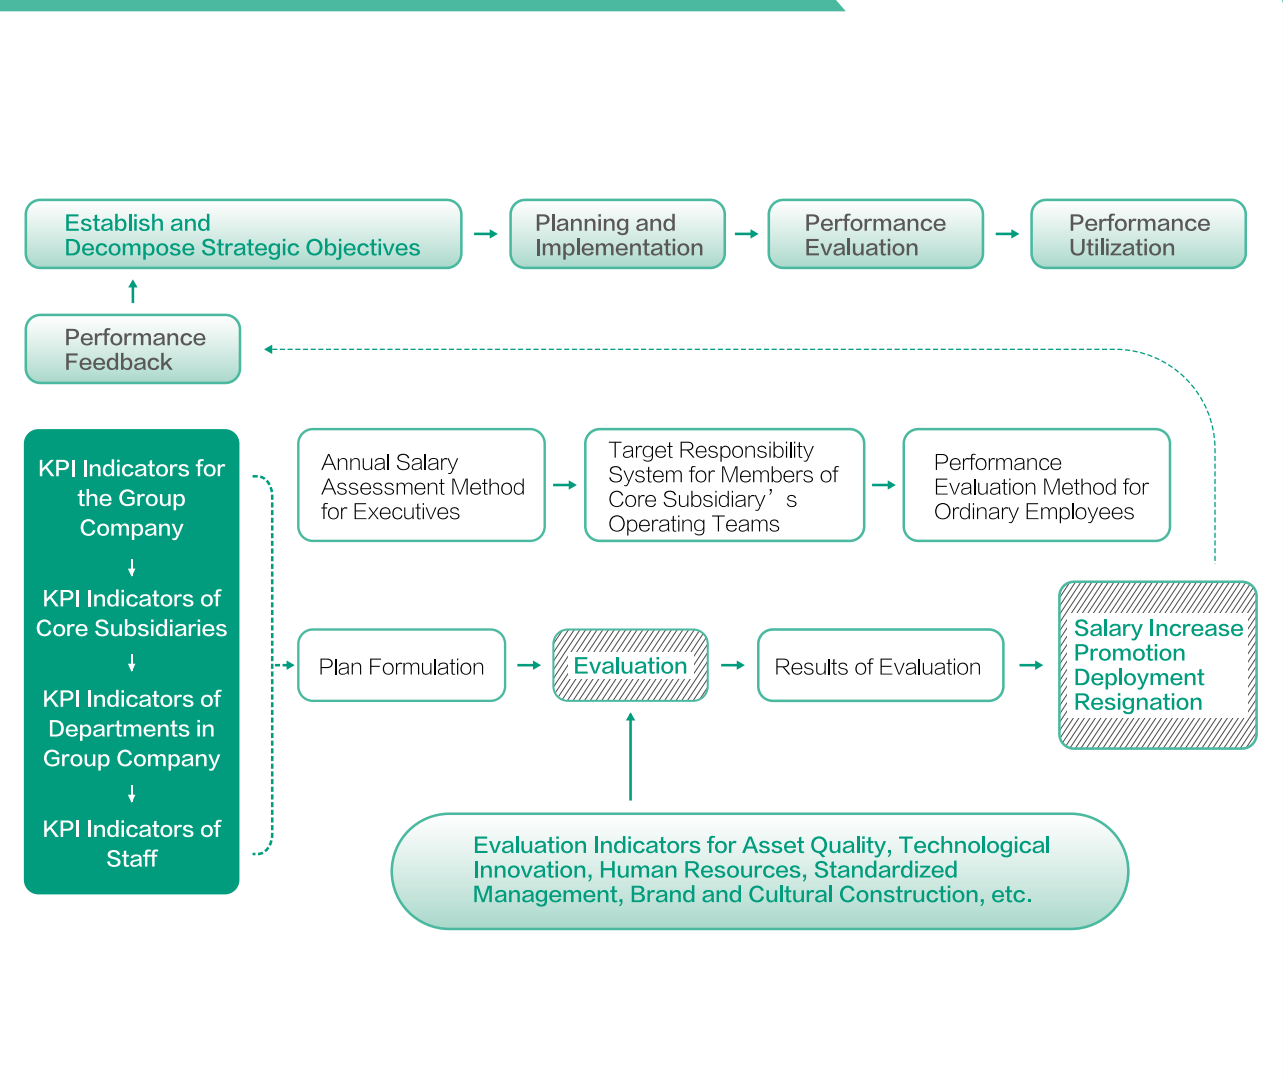 Establish and
Decompose Strategic Objectives
Planning and
Implementation
Performance
Evaluation
Performance
Utilization
Performance
Feedback
KPI Indicators for
the Group
Company
KPI Indicators of
Core Subsidiaries
KPI Indicators of
Departments in
Group Company
KPI Indicators of
Staff
Annual Salary
Assessment Method
for Executives
Target Responsibility
System for Members of
Core Subsidiary’s
Operating Teams
Performance
Evaluation Method for
Ordinary Employees
Plan Formulation
Evaluation
Results of Evaluation
Salary Increase
Promotion
Deployment
Resignation
Evaluation Indicators for Asset Quality, Technological
Innovation, Human Resources, Standardized
Management, Brand and Cultural Construction, etc.